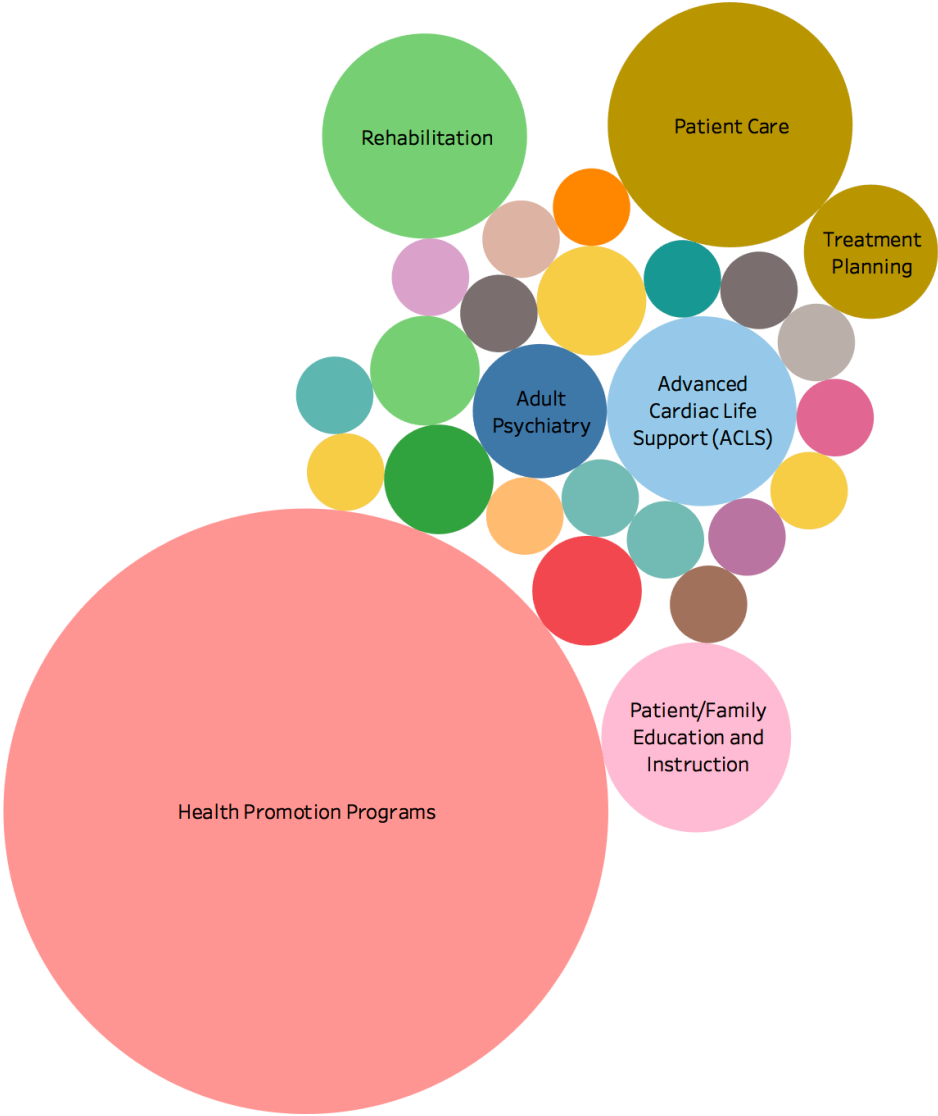 Rehabilitation
Patient Care
Treatment
Planning
Adult
Psychiatry
Advanced
Cardiac Life
Support (ACLS)
Patient/Family
Education and
Instruction
Health Promotion Programs